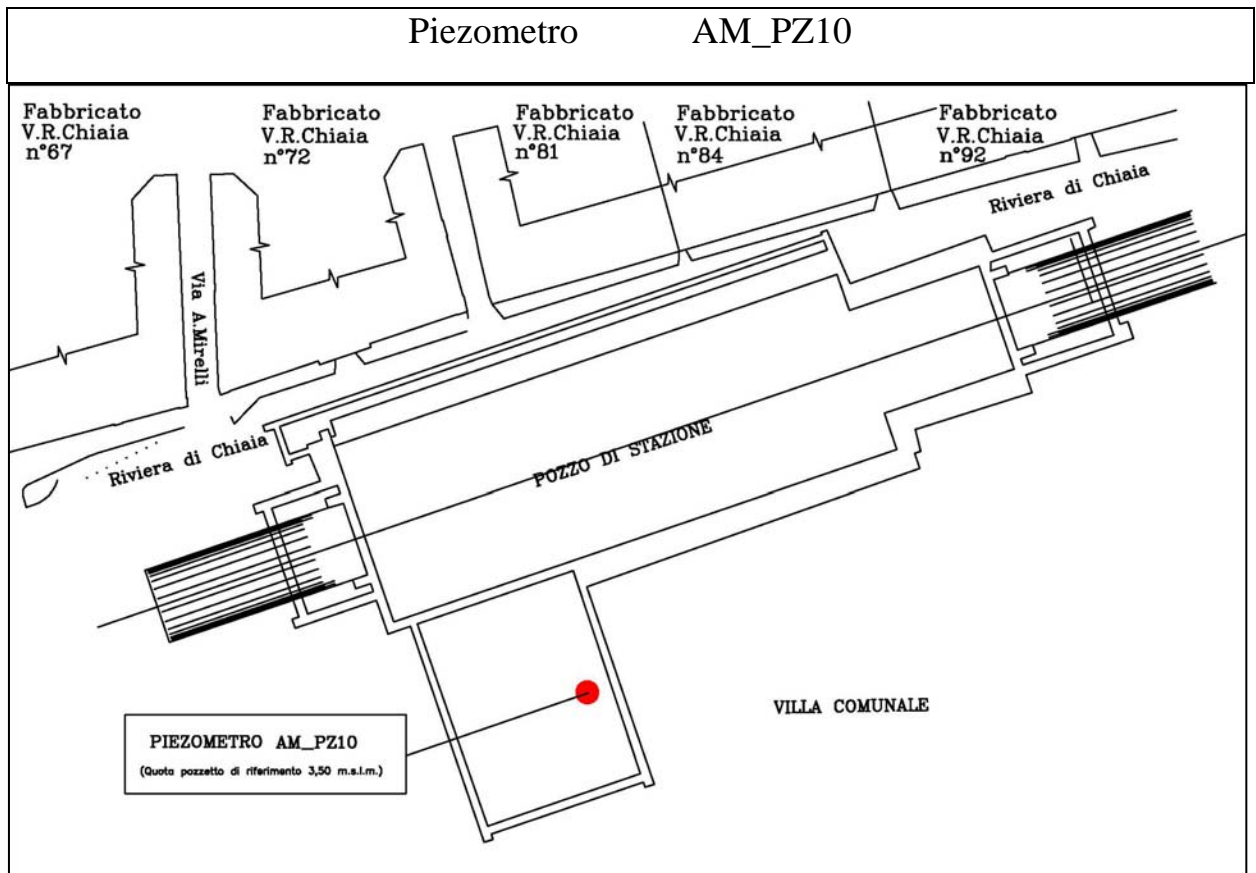 Piezometro AM_PZ10
Fabbricato
V.R.Chiaia
n°67
Fabbricato
V.R.Chiaia
n°72
Fabbricato
V.R.Chiaia
n°81
Fabbricato
V.R.Chiaia
n°84
Fabbricato
V.R.Chiaia
n°92
Riviera di Chiaia
Via A.Mirelli
Riviera di Chiaia
POZZO DI STAZIONE
VILLA COMUNALE
PIEZOMETRO AM_PZ10
(Quota pozzetto di riferimento 3,50 m.s.l.m.)